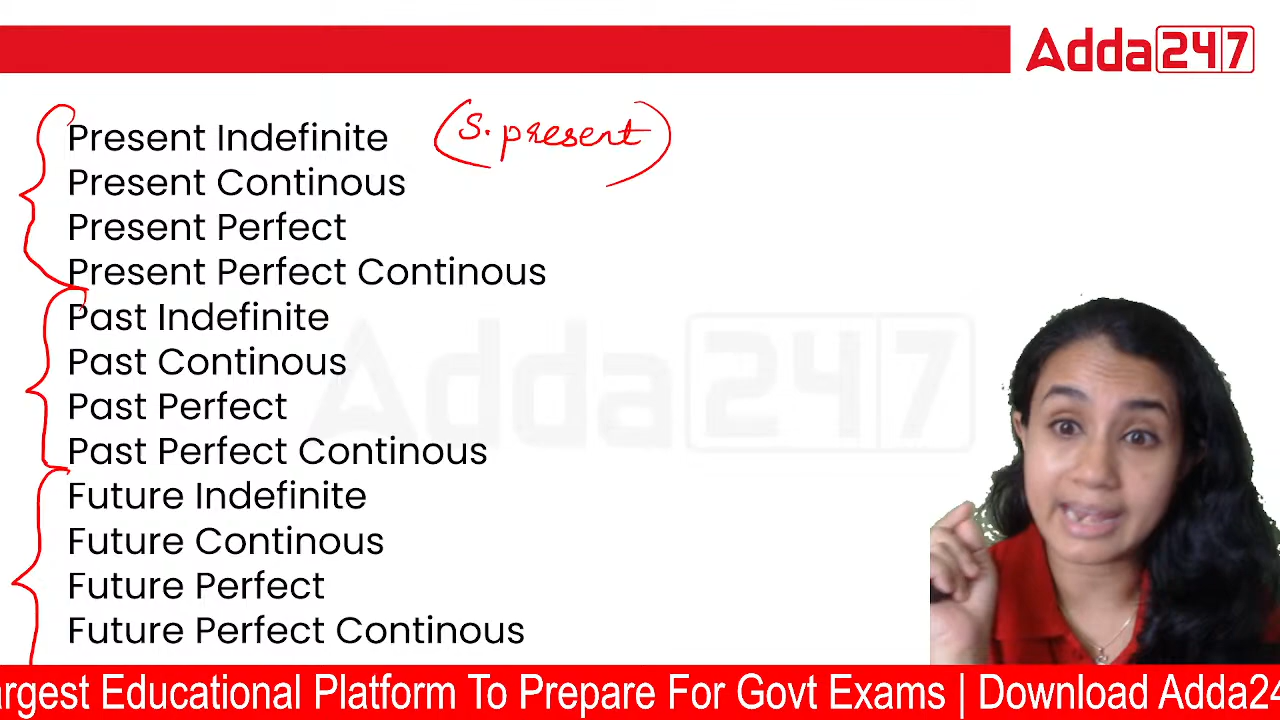 Adda247
Present Indefinite (S. present)
Present Continous
Present Perfect
Present Perfect Continous
Past Indefinite
Past Continous
Past Perfect
Past Perfect Continous
Future Indefinite
Future Continous
Future Perfect
Future Perfect Continous
Adda247
argest Educational Platform To Prepare For Govt Exams | Download Adda24